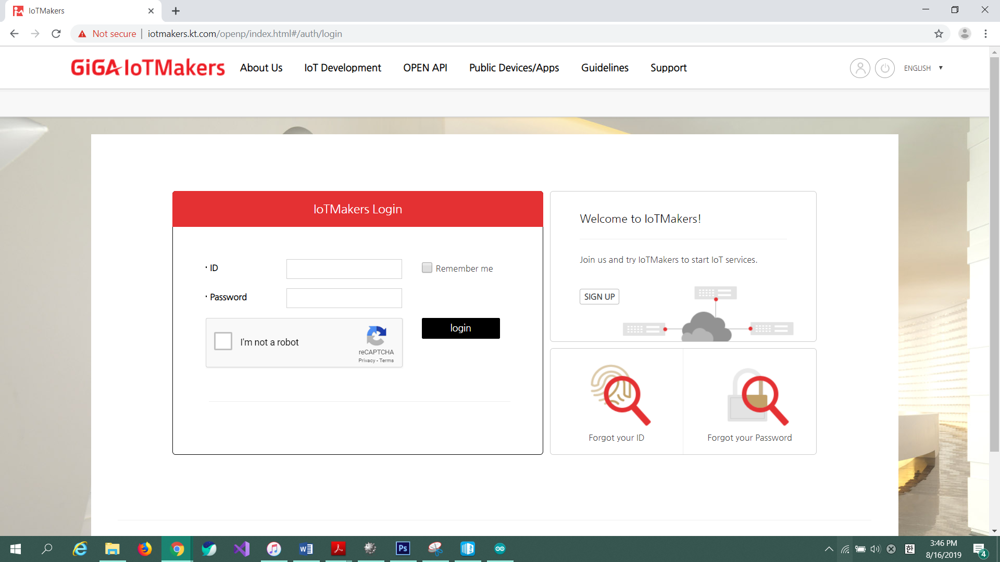 IoTMakers
Not secure | iotmakers.kt.com/openp/index.html#/auth/login
GiGA IoTMakers
About Us
IoT Development
OPEN API
Public Devices/Apps
Guidelines
Support
ENGLISH
IoTMakers Login
· ID
Remember me
· Password
login
I'm not a robot
reCAPTCHA
Privacy - Terms
Welcome to IoTMakers!
Join us and try IoTMakers to start IoT services.
SIGN UP
Forgot your ID
Forgot your Password
Ps
한
3:46 PM
8/16/2019
4